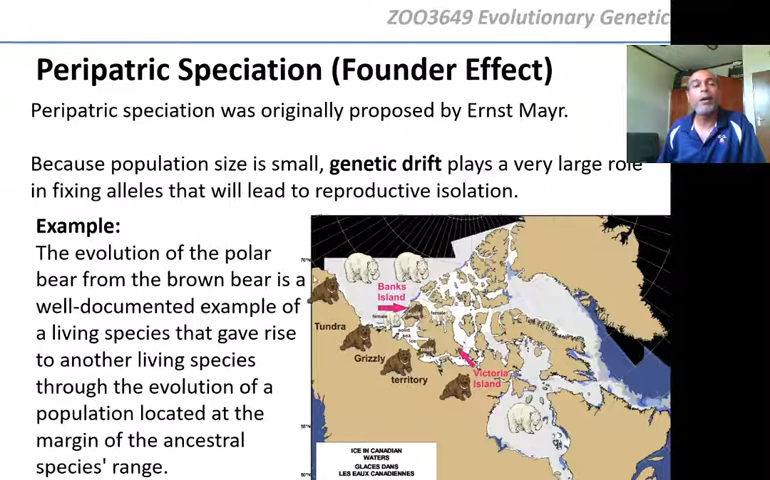 ZOO3649 Evolutionary Genetic
Peripatric Speciation (Founder Effect)
Peripatric speciation was originally proposed by Ernst Mayr.
Because population size is small, genetic drift plays a very large role
in fixing alleles that will lead to reproductive isolation.
Example:
The evolution of the polar
bear from the brown bear is a
well-documented example of
a living species that gave rise
to another living species
through the evolution of a
population located at the
margin of the ancestral
species' range.
Banks
Island
female
female
Tundra
Grizzly
territory
Victoria
Island
ICE IN CANADIAN
WATERS
GLACES DANS
LES EAUX CANADIENNES